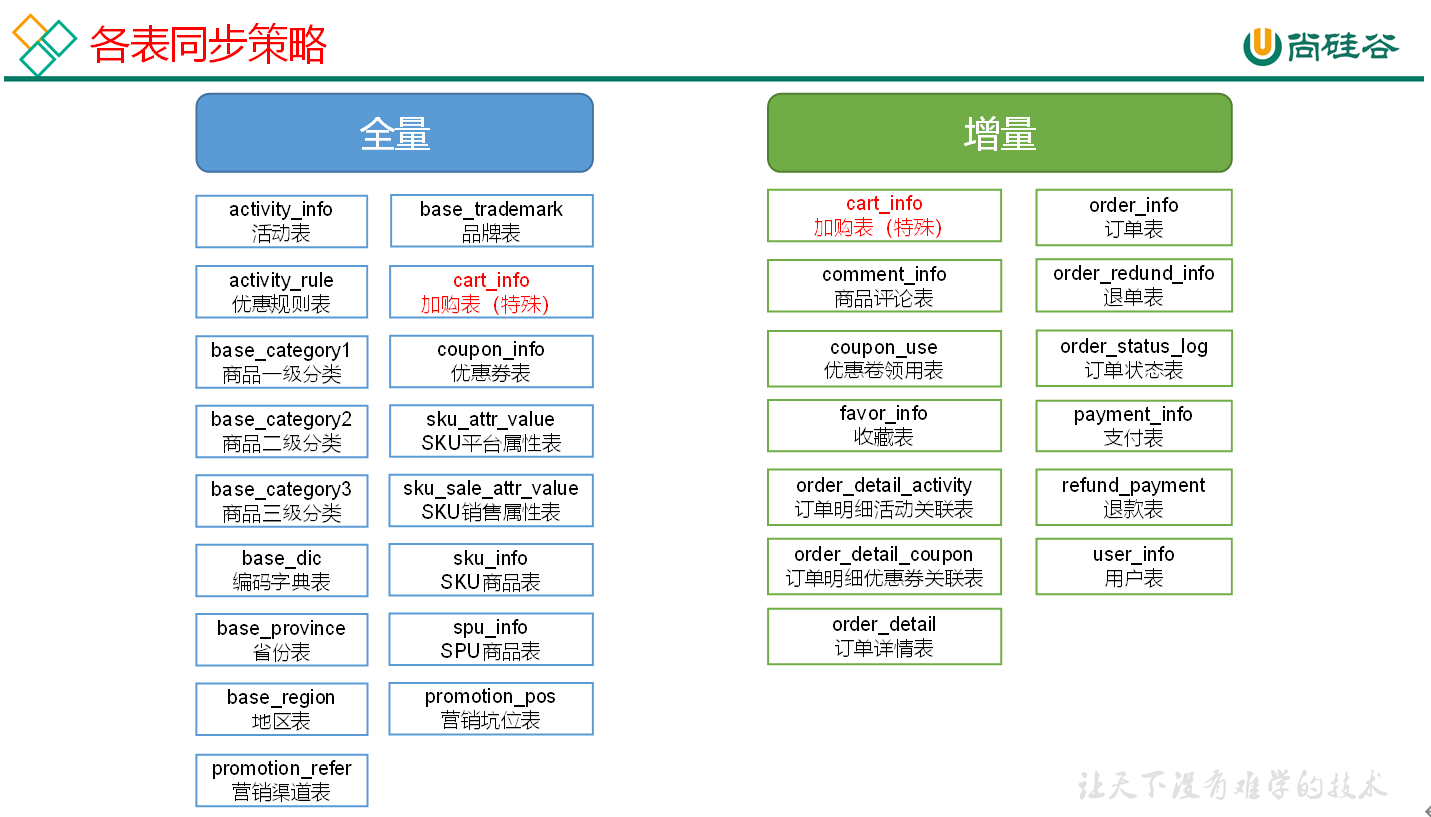 各表同步策略
尚硅谷
全量
activity_info
活动表
base_trademark
品牌表
activity_rule
优惠规则表
cart_info
加购表（特殊）
base_category1
商品一级分类
coupon_info
优惠券表
base_category2
商品二级分类
sku_attr_value
SKU平台属性表
base_category3
商品三级分类
sku_sale_attr_value
SKU销售属性表
base_dic
编码字典表
sku_info
SKU商品表
base_province
省份表
spu_info
SPU商品表
base_region
地区表
promotion_pos
营销坑位表
promotion_refer
营销渠道表
增量
cart_info
加购表（特殊）
order_info
订单表
comment_info
商品评论表
order_redund_info
退单表
coupon_use
优惠卷领用表
order_status_log
订单状态表
favor_info
收藏表
payment_info
支付表
order_detail_activity
订单明细活动关联表
refund_payment
退款表
order_detail_coupon
订单明细优惠券关联表
user_info
用户表
order_detail
订单详情表
让天下没有难学的技术